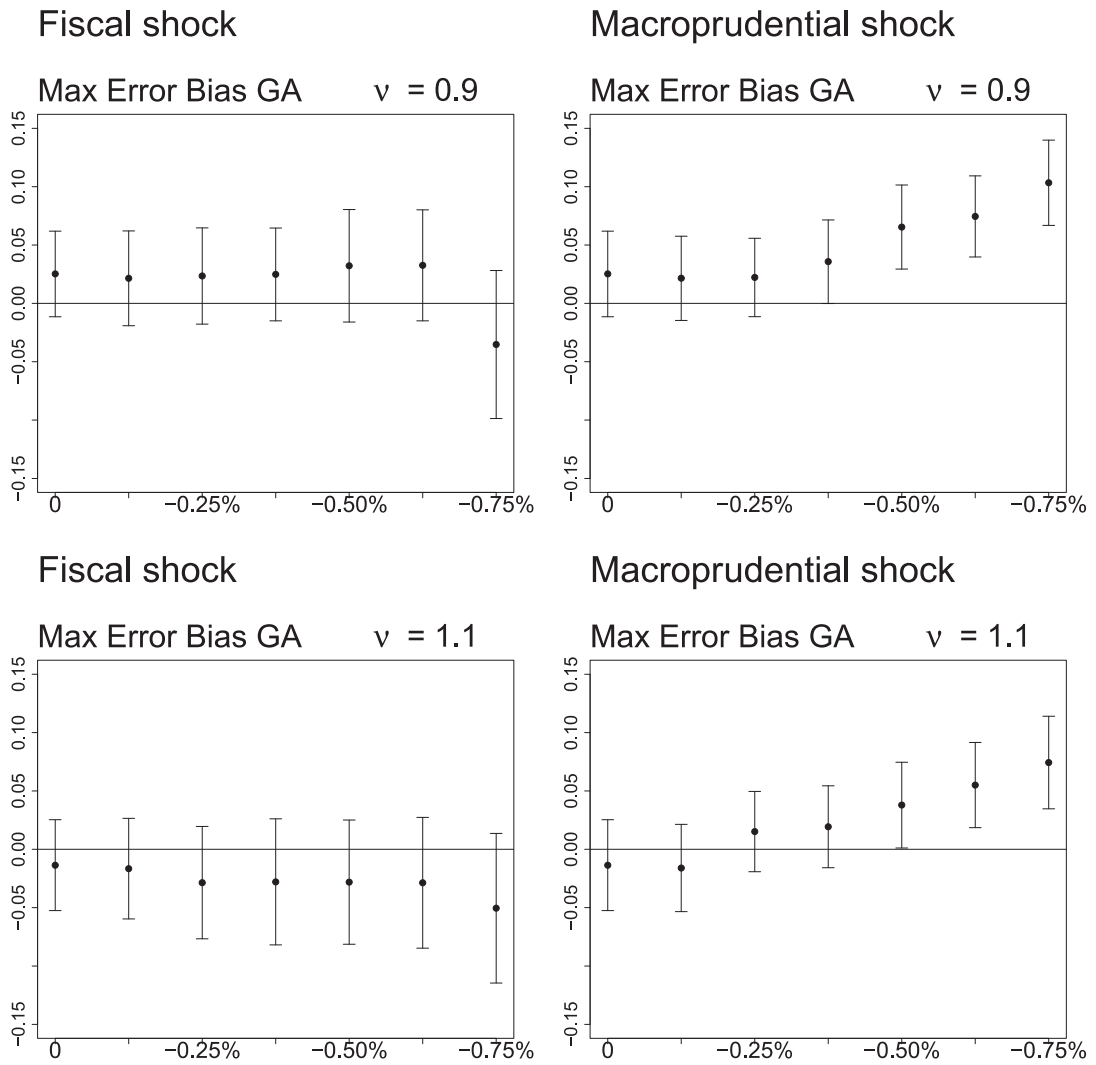 Fiscal shock
Max Error Bias GA ν = 0.9
0.15
0.10
0.05
0.00
−0.05
−0.15
0 −0.25% −0.50% −0.75%
Macroprudential shock
Max Error Bias GA ν = 0.9
0.15
0.10
0.05
0.00
−0.05
−0.15
0 −0.25% −0.50% −0.75%
Fiscal shock
Max Error Bias GA ν = 1.1
0.15
0.10
0.05
0.00
−0.05
−0.15
0 −0.25% −0.50% −0.75%
Macroprudential shock
Max Error Bias GA ν = 1.1
0.15
0.10
0.05
0.00
−0.05
−0.15
0 −0.25% −0.50% −0.75%